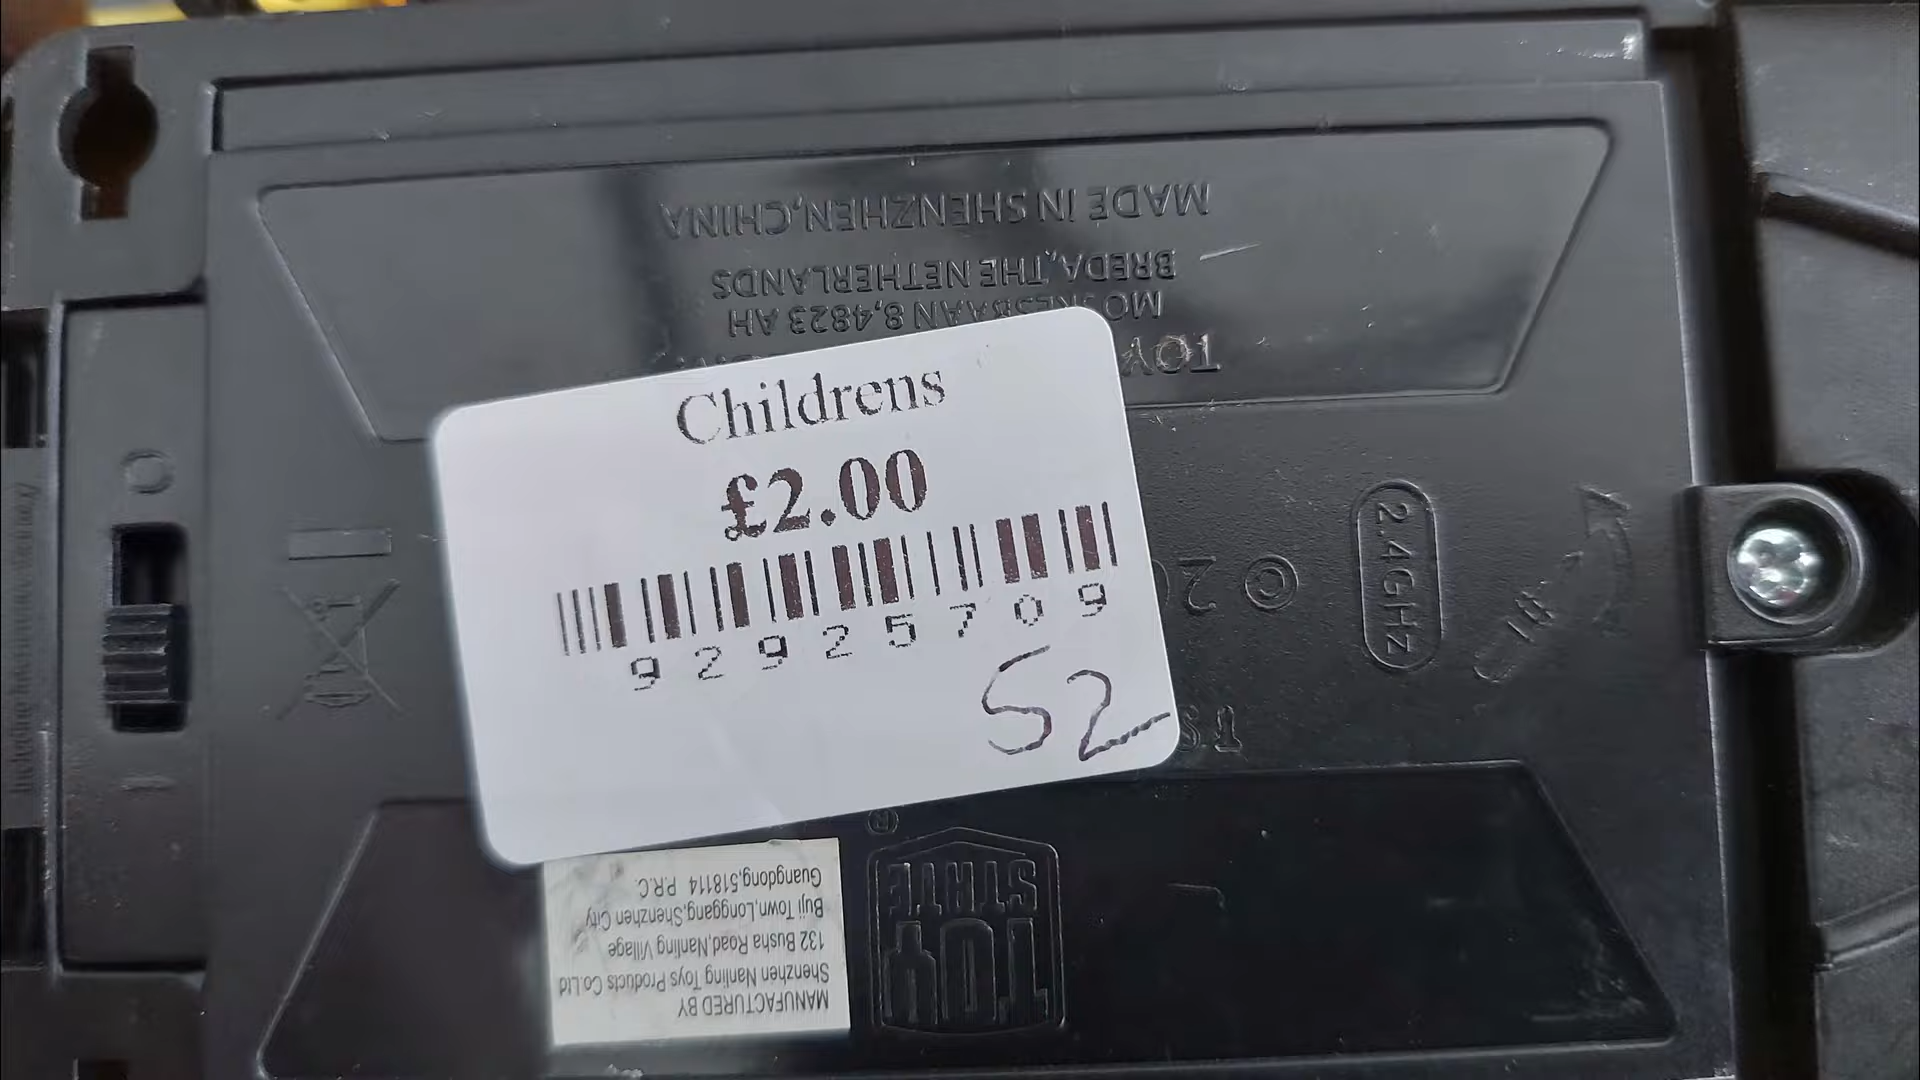 Childrens
£2.00
92925709
52
MADE IN SHENZHEN,CHINA
BREDA,THE NETHERLANDS
8,4823 AH
TOY
2.4GHz
©
®
TOY
STATE
MANUFACTURED BY
Shenzhen Nanling Toys Products Co.Ltd
132 Busha Road,Nanling Village
Buji Town,Longgang,Shenzhen City
Guangdong,518114 P.R.C.